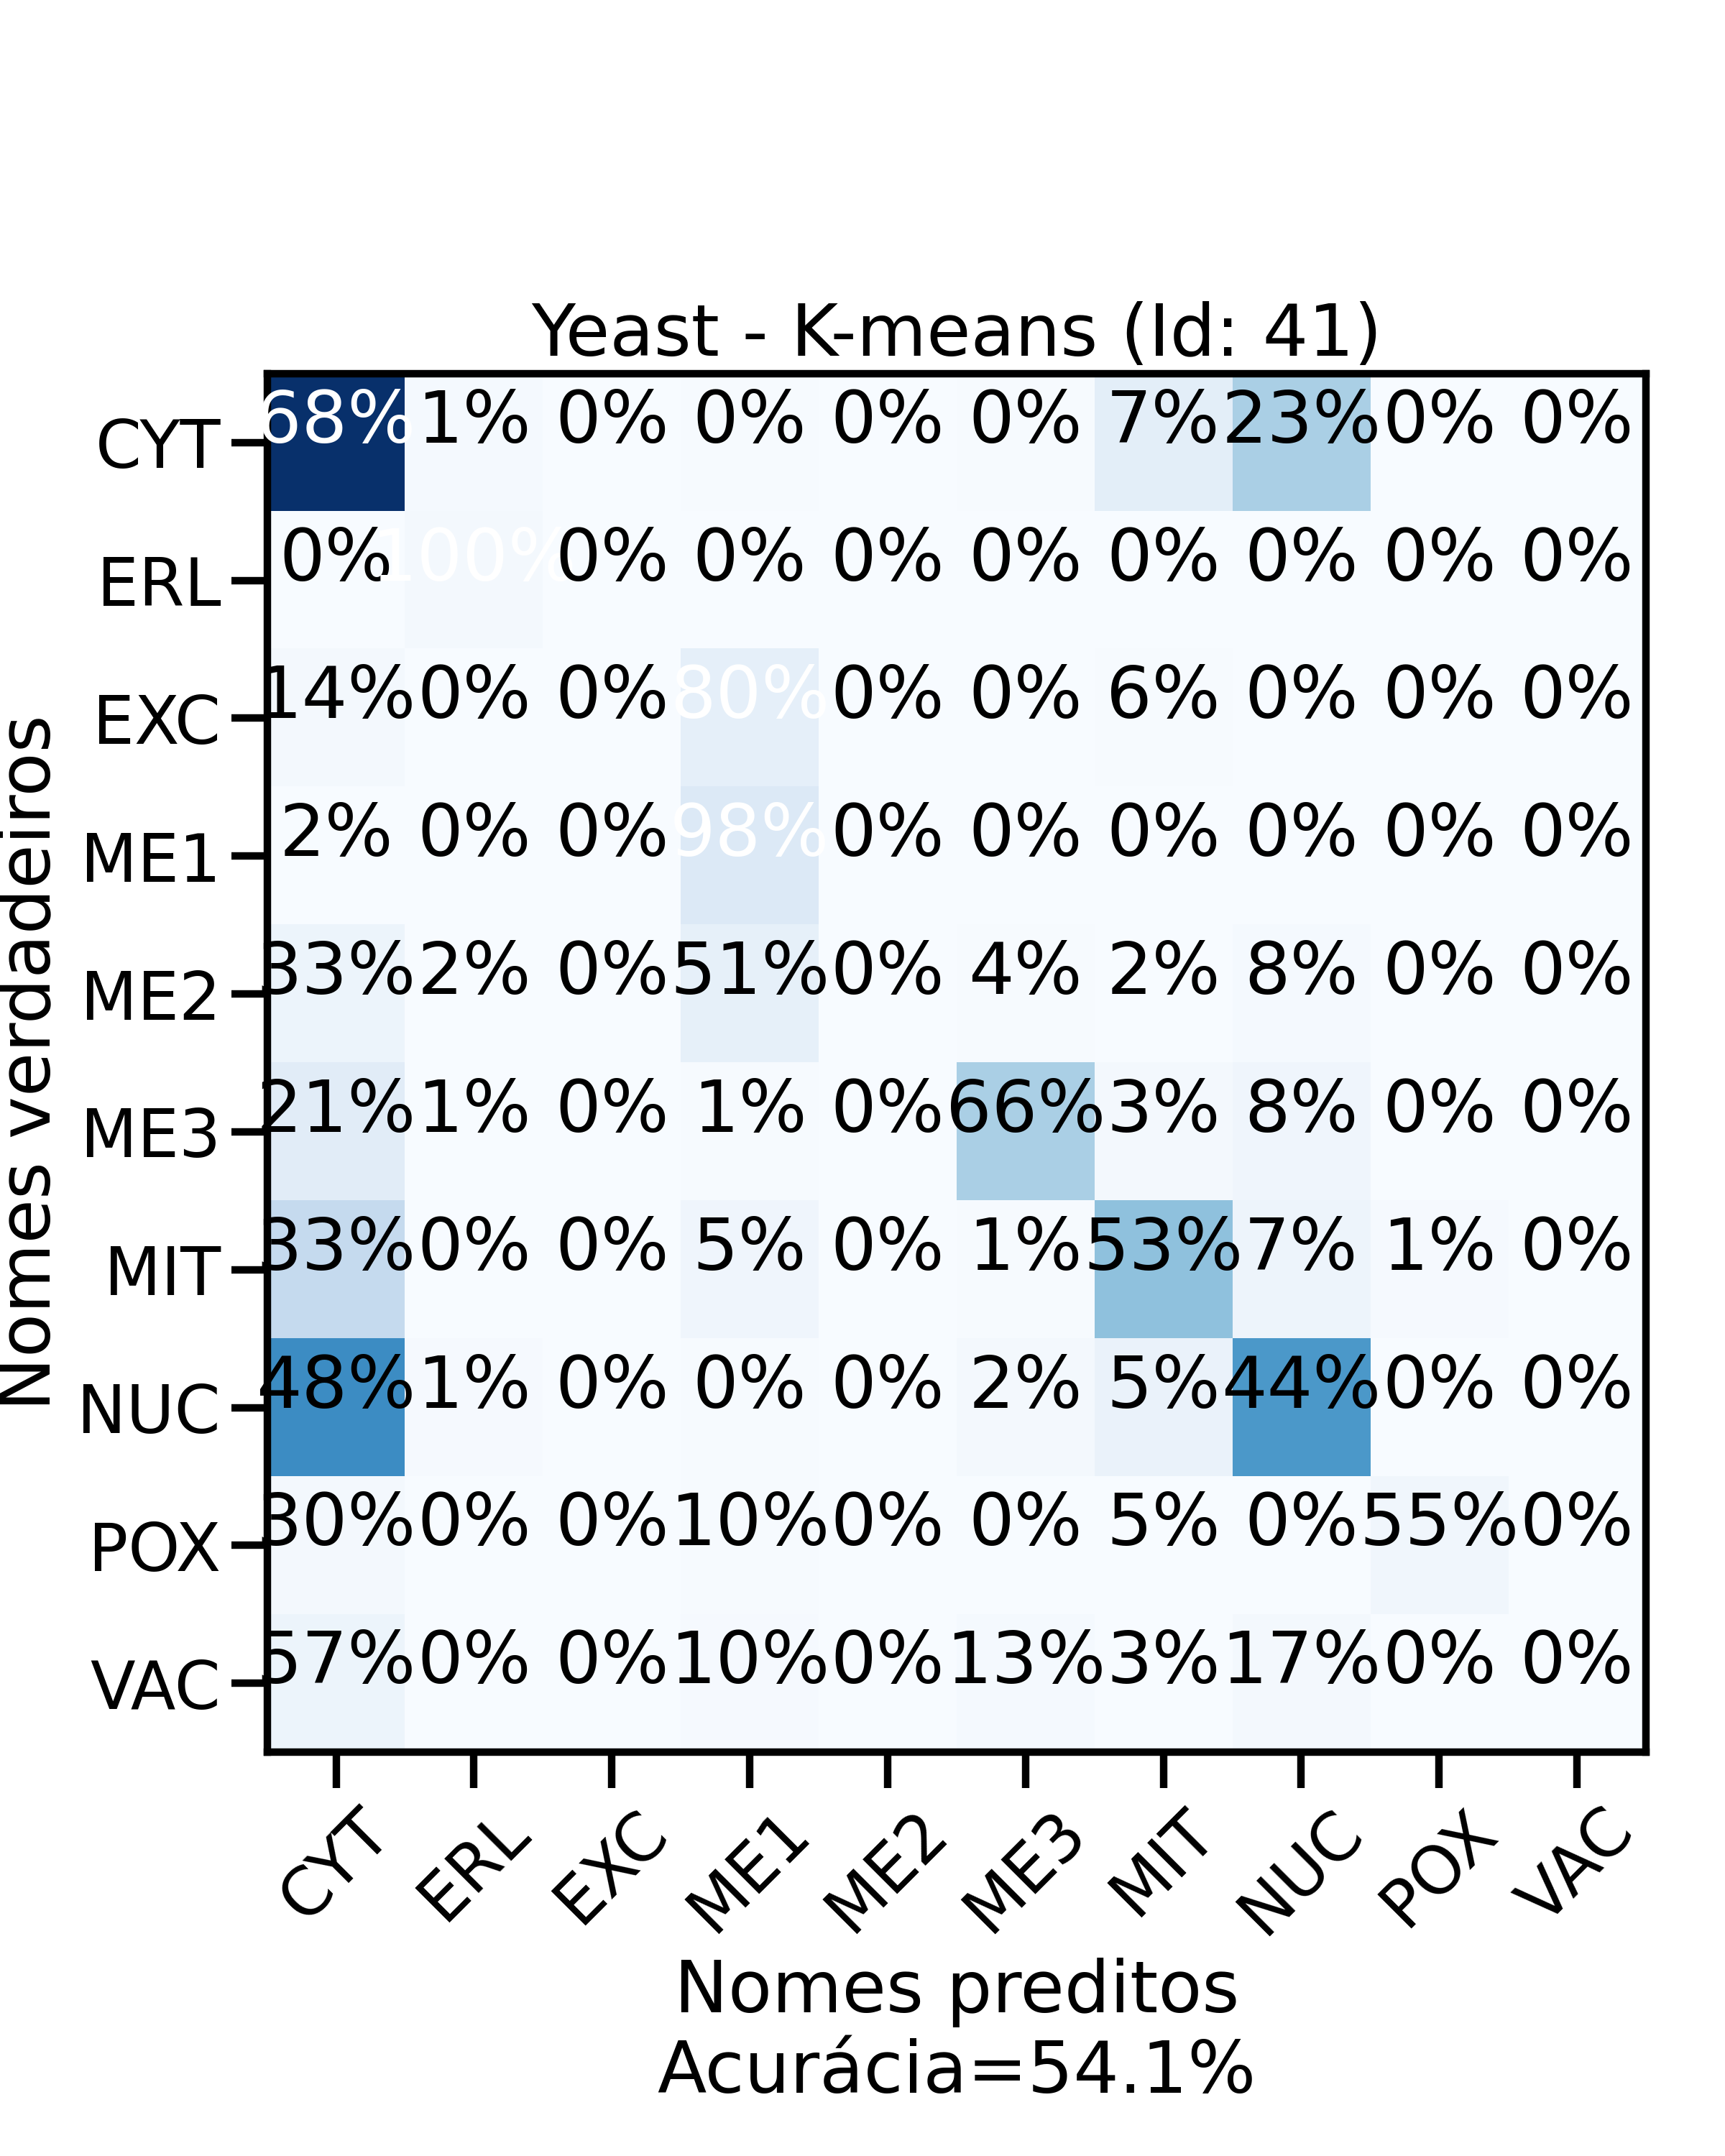 Yeast - K-means (Id: 41)
Nomes verdadeiros
CYT 68% 1% 0% 0% 0% 0% 7% 23% 0% 0%
ERL 0% 100% 0% 0% 0% 0% 0% 0% 0% 0%
EXC 14% 0% 0% 80% 0% 0% 6% 0% 0% 0%
ME1 2% 0% 0% 98% 0% 0% 0% 0% 0% 0%
ME2 33% 2% 0% 51% 0% 4% 2% 8% 0% 0%
ME3 21% 1% 0% 1% 0% 66% 3% 8% 0% 0%
MIT 33% 0% 0% 5% 0% 1% 53% 7% 1% 0%
NUC 48% 1% 0% 0% 0% 2% 5% 44% 0% 0%
POX 30% 0% 0% 10% 0% 0% 5% 0% 55% 0%
VAC 57% 0% 0% 10% 0% 13% 3% 17% 0% 0%
CYT ERL EXC ME1 ME2 ME3 MIT NUC POX VAC
Nomes preditos
Acurácia=54.1%